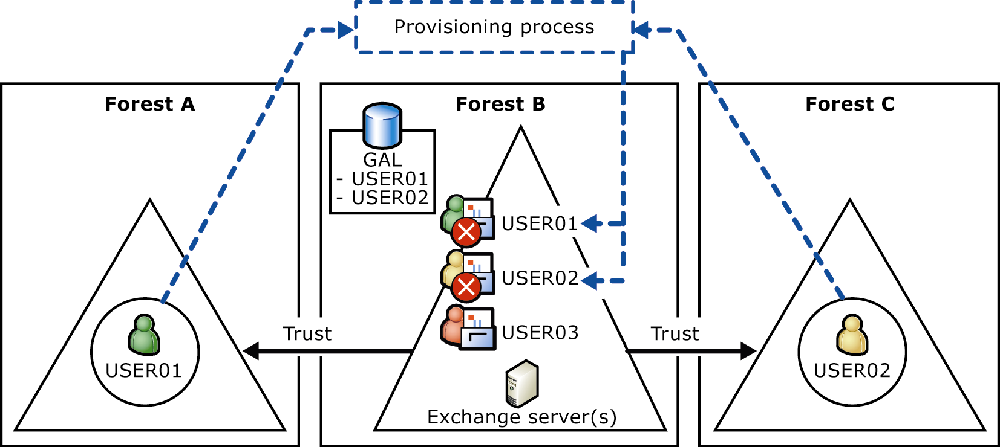 Provisioning process
Forest A
Forest B
Forest C
GAL
- USER01
- USER02
USER01
USER02
USER03
Trust
Trust
USER01
USER02
Exchange server(s)